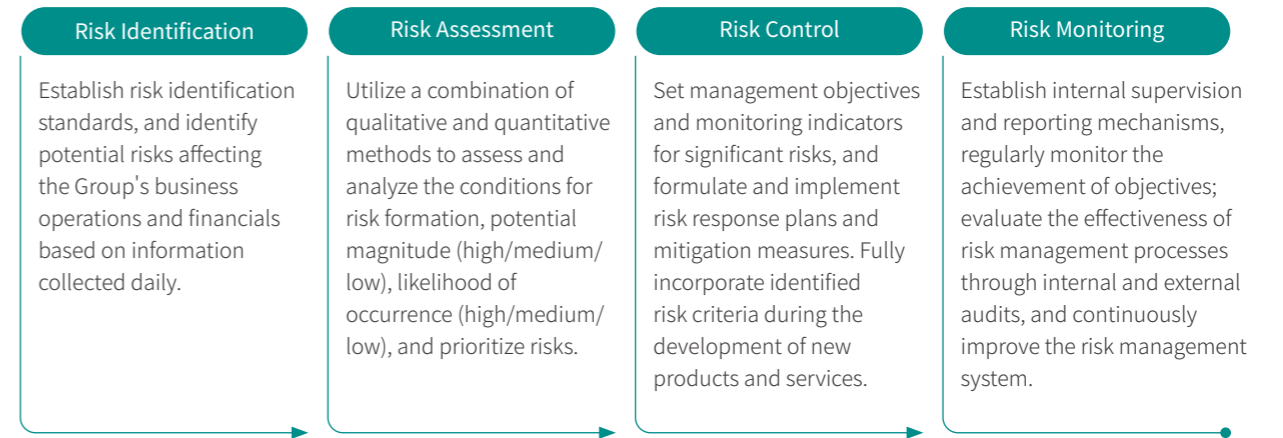 Risk Identification
Establish risk identification
standards, and identify
potential risks affecting
the Group's business
operations and financials
based on information
collected daily.
Risk Assessment
Utilize a combination of
qualitative and quantitative
methods to assess and
analyze the conditions for
risk formation, potential
magnitude (high/medium/
low), likelihood of
occurrence (high/medium/
low), and prioritize risks.
Risk Control
Set management objectives
and monitoring indicators
for significant risks, and
formulate and implement
risk response plans and
mitigation measures. Fully
incorporate identified
risk criteria during the
development of new
products and services.
Risk Monitoring
Establish internal supervision
and reporting mechanisms,
regularly monitor the
achievement of objectives;
evaluate the effectiveness of
risk management processes
through internal and external
audits, and continuously
improve the risk management
system.